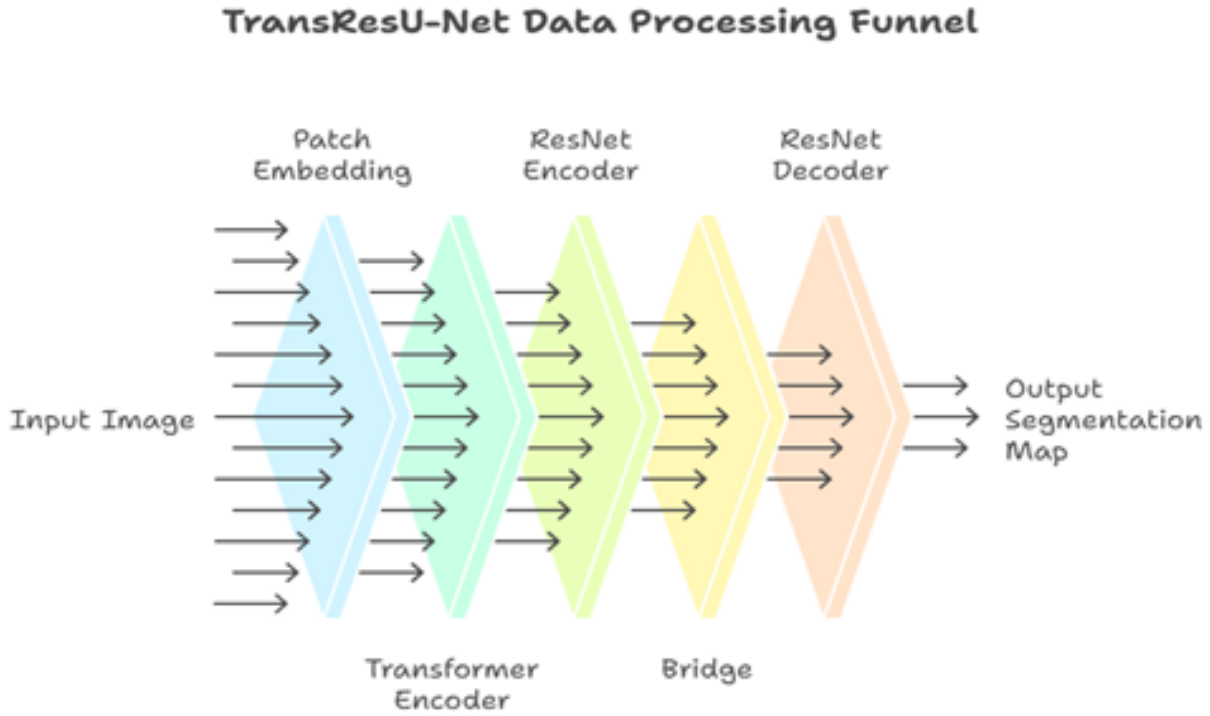 TransResU-Net Data Processing Funnel
Patch
Embedding
ResNet
Encoder
ResNet
Decoder
Input Image
Output
Segmentation
Map
Transformer
Encoder
Bridge